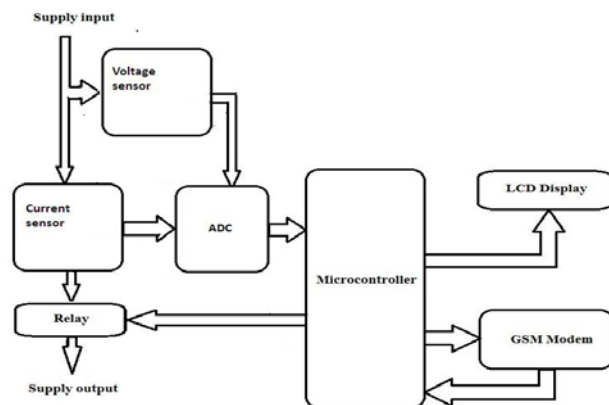 Supply input
Voltage
sensor
LCD Display
Current
sensor
ADC
Microcontroller
Relay
GSM Modem
Supply output